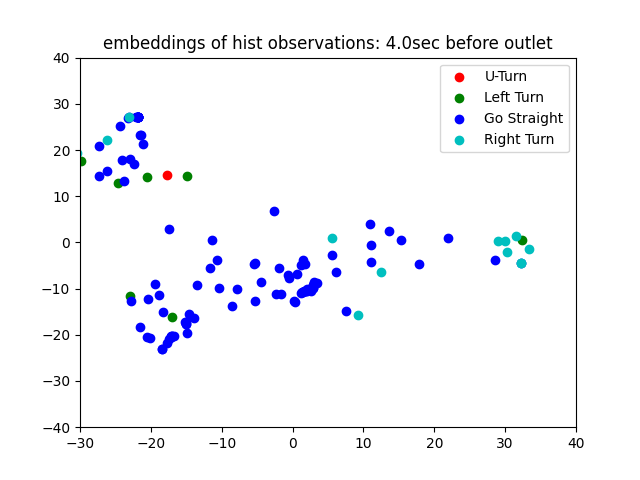 embeddings of hist observations: 4.0sec before outlet
U-Turn
Left Turn
Go Straight
Right Turn
40
30
20
10
0
−10
−20
−30
−40
−30 −20 −10 0 10 20 30 40